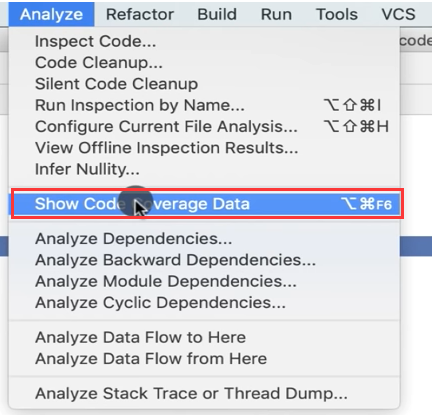 Analyze Refactor Build Run Tools VCS
code
Inspect Code...
Code Cleanup...
Silent Code Cleanup
Run Inspection by Name... ⌥⇧⌘I
Configure Current File Analysis... ⌥⇧⌘H
View Offline Inspection Results...
Infer Nullity...
Show Code Coverage Data ⌥⌘F6
Analyze Dependencies...
Analyze Backward Dependencies...
Analyze Module Dependencies...
Analyze Cyclic Dependencies...
Analyze Data Flow to Here
Analyze Data Flow from Here
Analyze Stack Trace or Thread Dump...